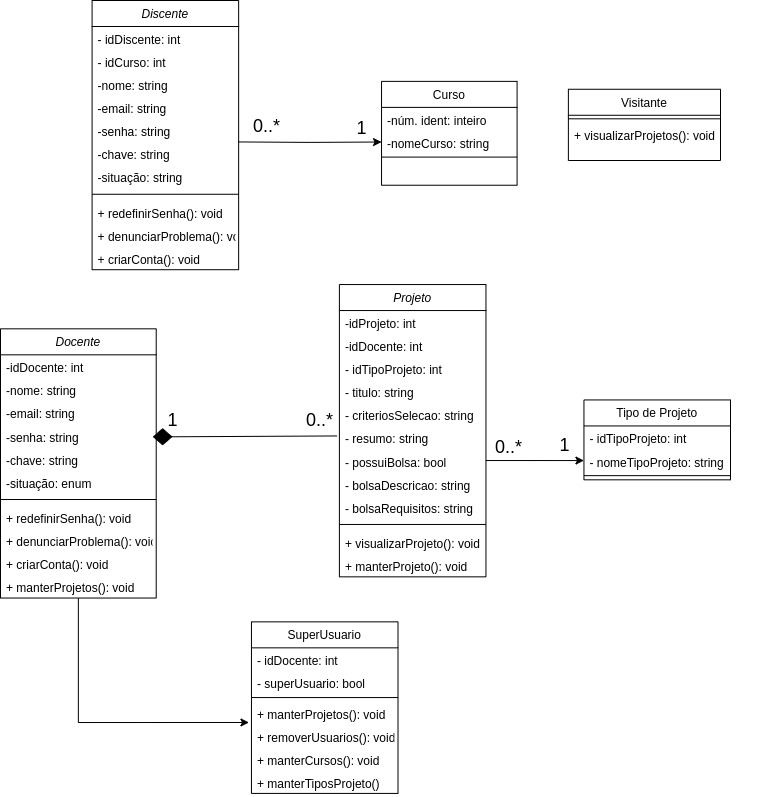 Discente
- idDiscente: int
- idCurso: int
-nome: string
-email: string
-senha: string
-chave: string
-situação: string
+ redefinirSenha(): void
+ denunciarProblema(): vo
+ criarConta(): void
0..*
1
Curso
-núm. ident: inteiro
-nomeCurso: string
Visitante
+ visualizarProjetos(): void
Docente
-idDocente: int
-nome: string
-email: string
-senha: string
-chave: string
-situação: enum
+ redefinirSenha(): void
+ denunciarProblema(): voi
+ criarConta(): void
+ manterProjetos(): void
1
0..*
Projeto
-idProjeto: int
-idDocente: int
- idTipoProjeto: int
- titulo: string
- criteriosSelecao: string
- resumo: string
- possuiBolsa: bool
- bolsaDescricao: string
- bolsaRequisitos: string
+ visualizarProjeto(): void
+ manterProjeto(): void
0..*
1
Tipo de Projeto
- idTipoProjeto: int
- nomeTipoProjeto: string
SuperUsuario
- idDocente: int
- superUsuario: bool
+ manterProjetos(): void
+ removerUsuarios(): void
+ manterCursos(): void
+ manterTiposProjeto()